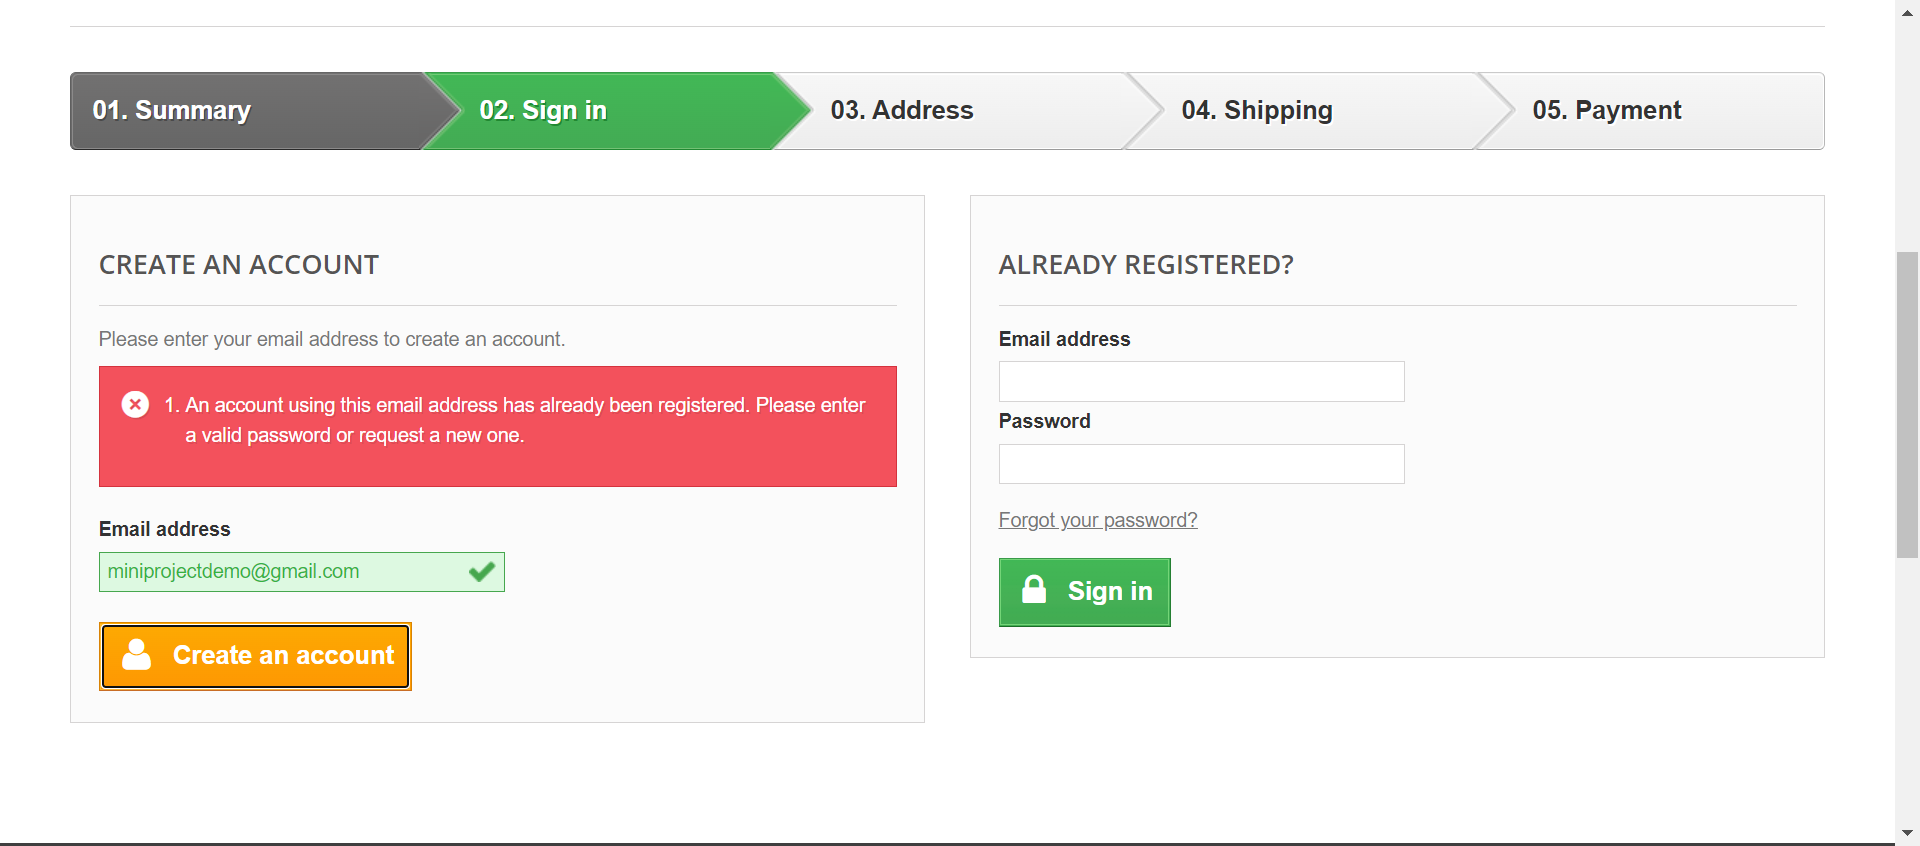 01. Summary
02. Sign in
03. Address
04. Shipping
05. Payment
CREATE AN ACCOUNT
Please enter your email address to create an account.
1. An account using this email address has already been registered. Please enter
a valid password or request a new one.
Email address
miniprojectdemo@gmail.com
Create an account
ALREADY REGISTERED?
Email address
Password
Forgot your password?
Sign in